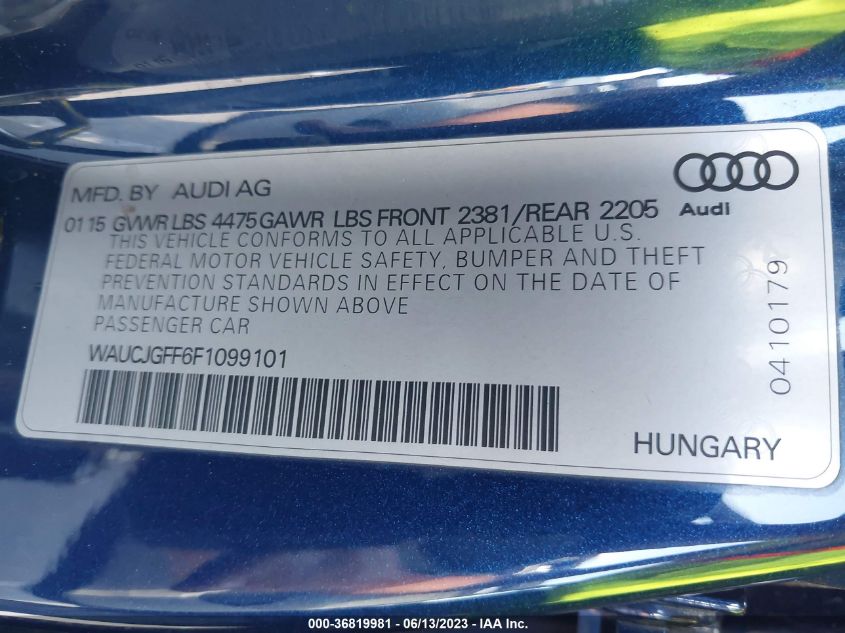 MFD. BY AUDI AG
01 15 GVWR LBS 4475 GAWR LBS FRONT 2381/REAR 2205
THIS VEHICLE CONFORMS TO ALL APPLICABLE U.S.
FEDERAL MOTOR VEHICLE SAFETY, BUMPER AND THEFT
PREVENTION STANDARDS IN EFFECT ON THE DATE OF
MANUFACTURE SHOWN ABOVE
PASSENGER CAR
WAUCJGFF6F1099101
Audi
0410179
HUNGARY
000-36819981 - 06/13/2023 - IAA Inc.